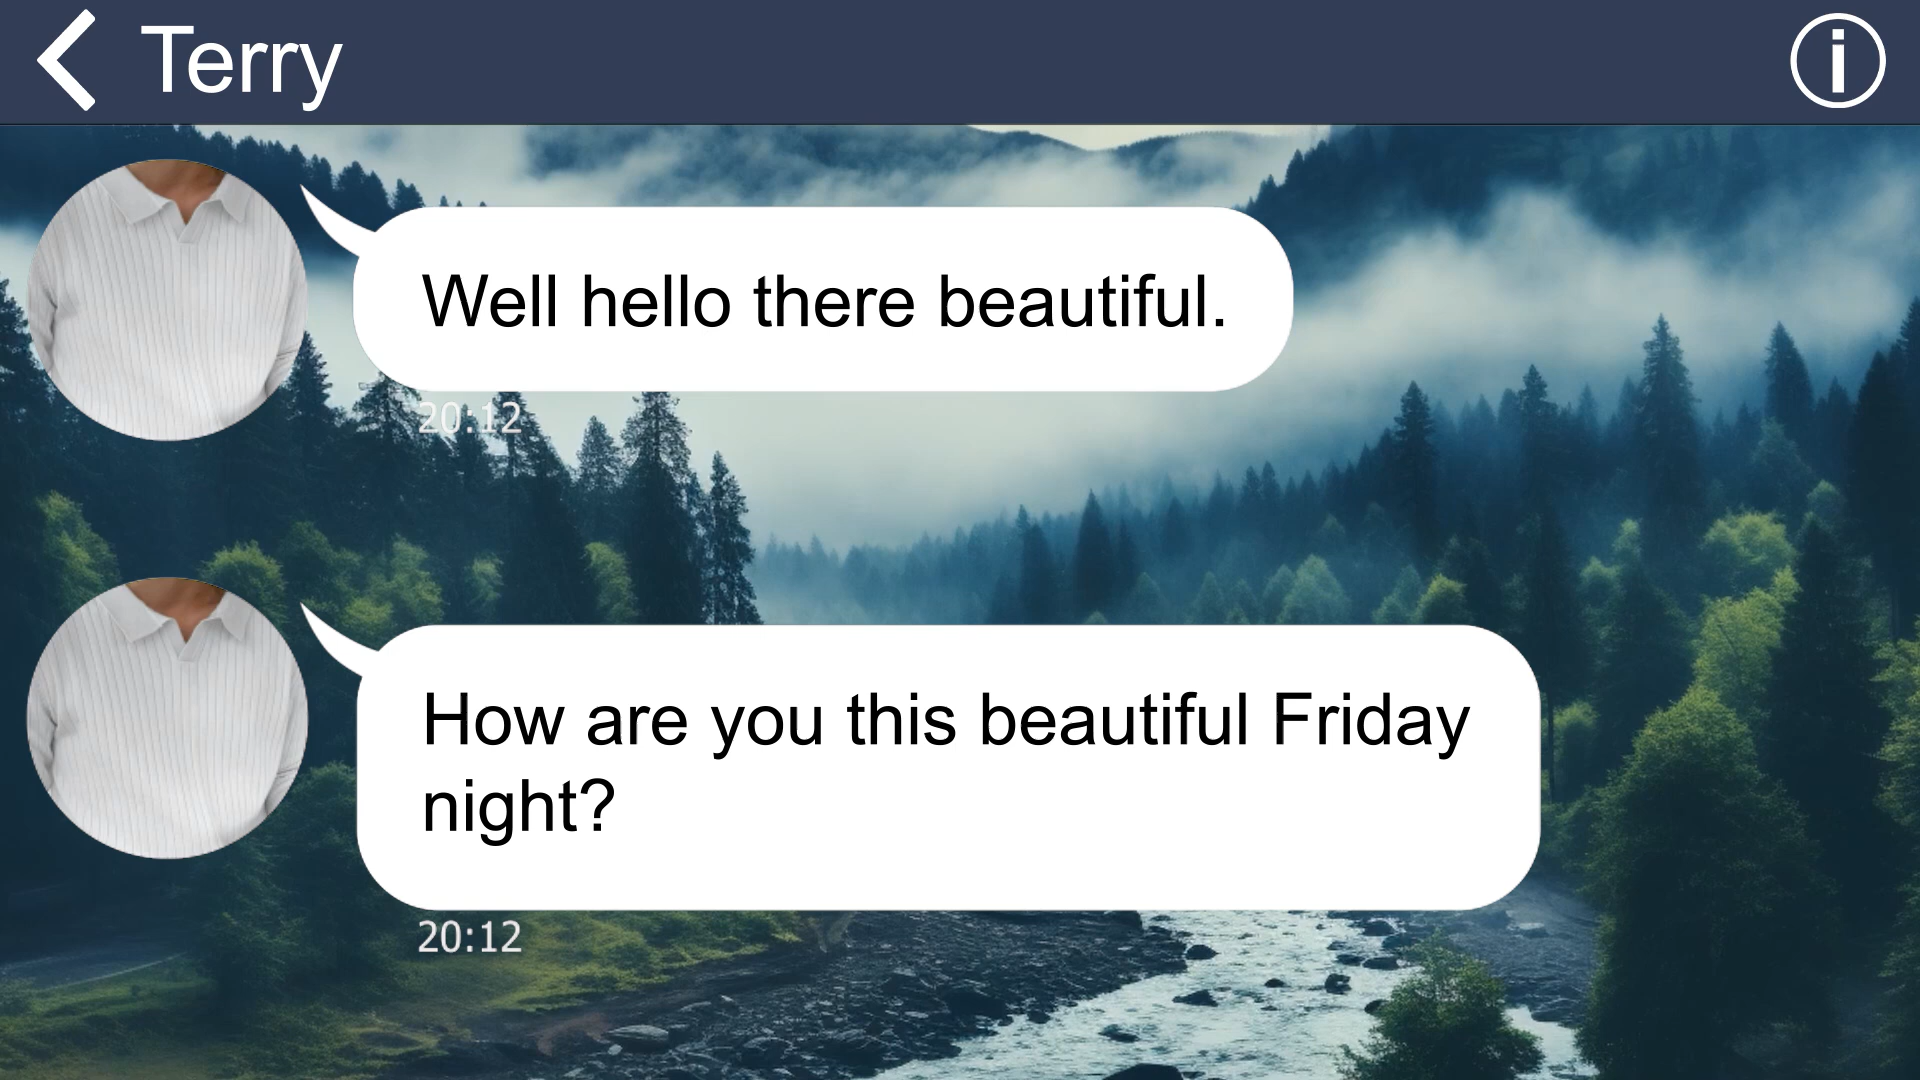 Terry
Well hello there beautiful.
20:12
How are you this beautiful Friday
night?
20:12